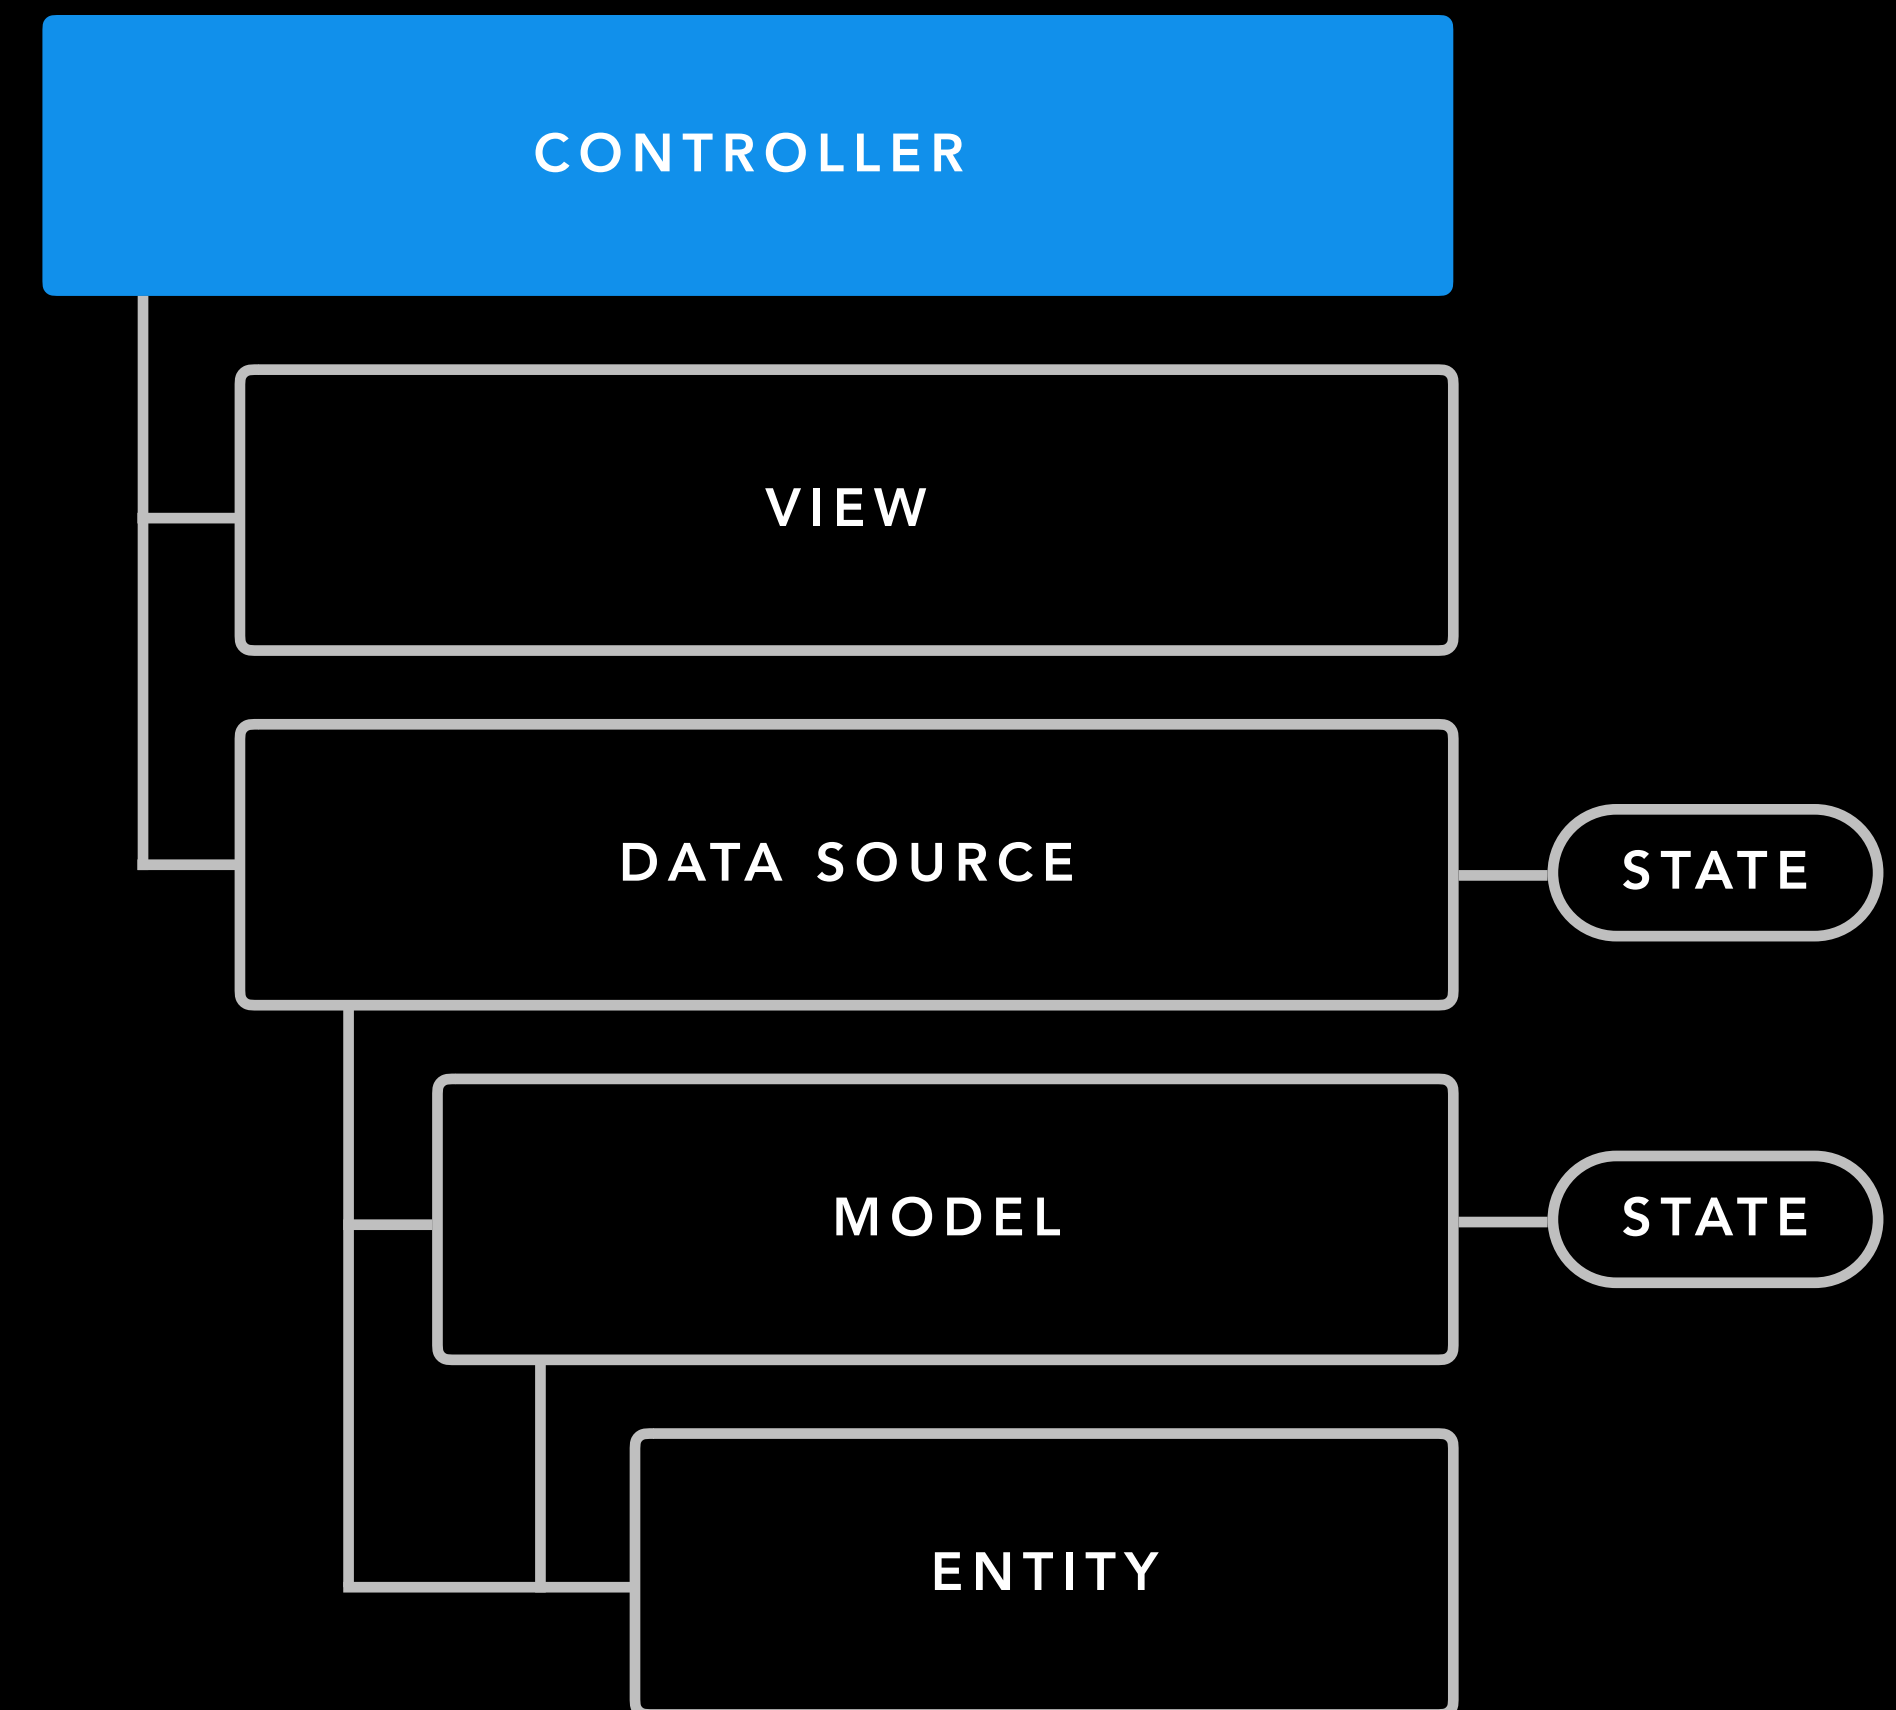 CONTROLLER
VIEW
DATA SOURCE
STATE
MODEL
STATE
ENTITY